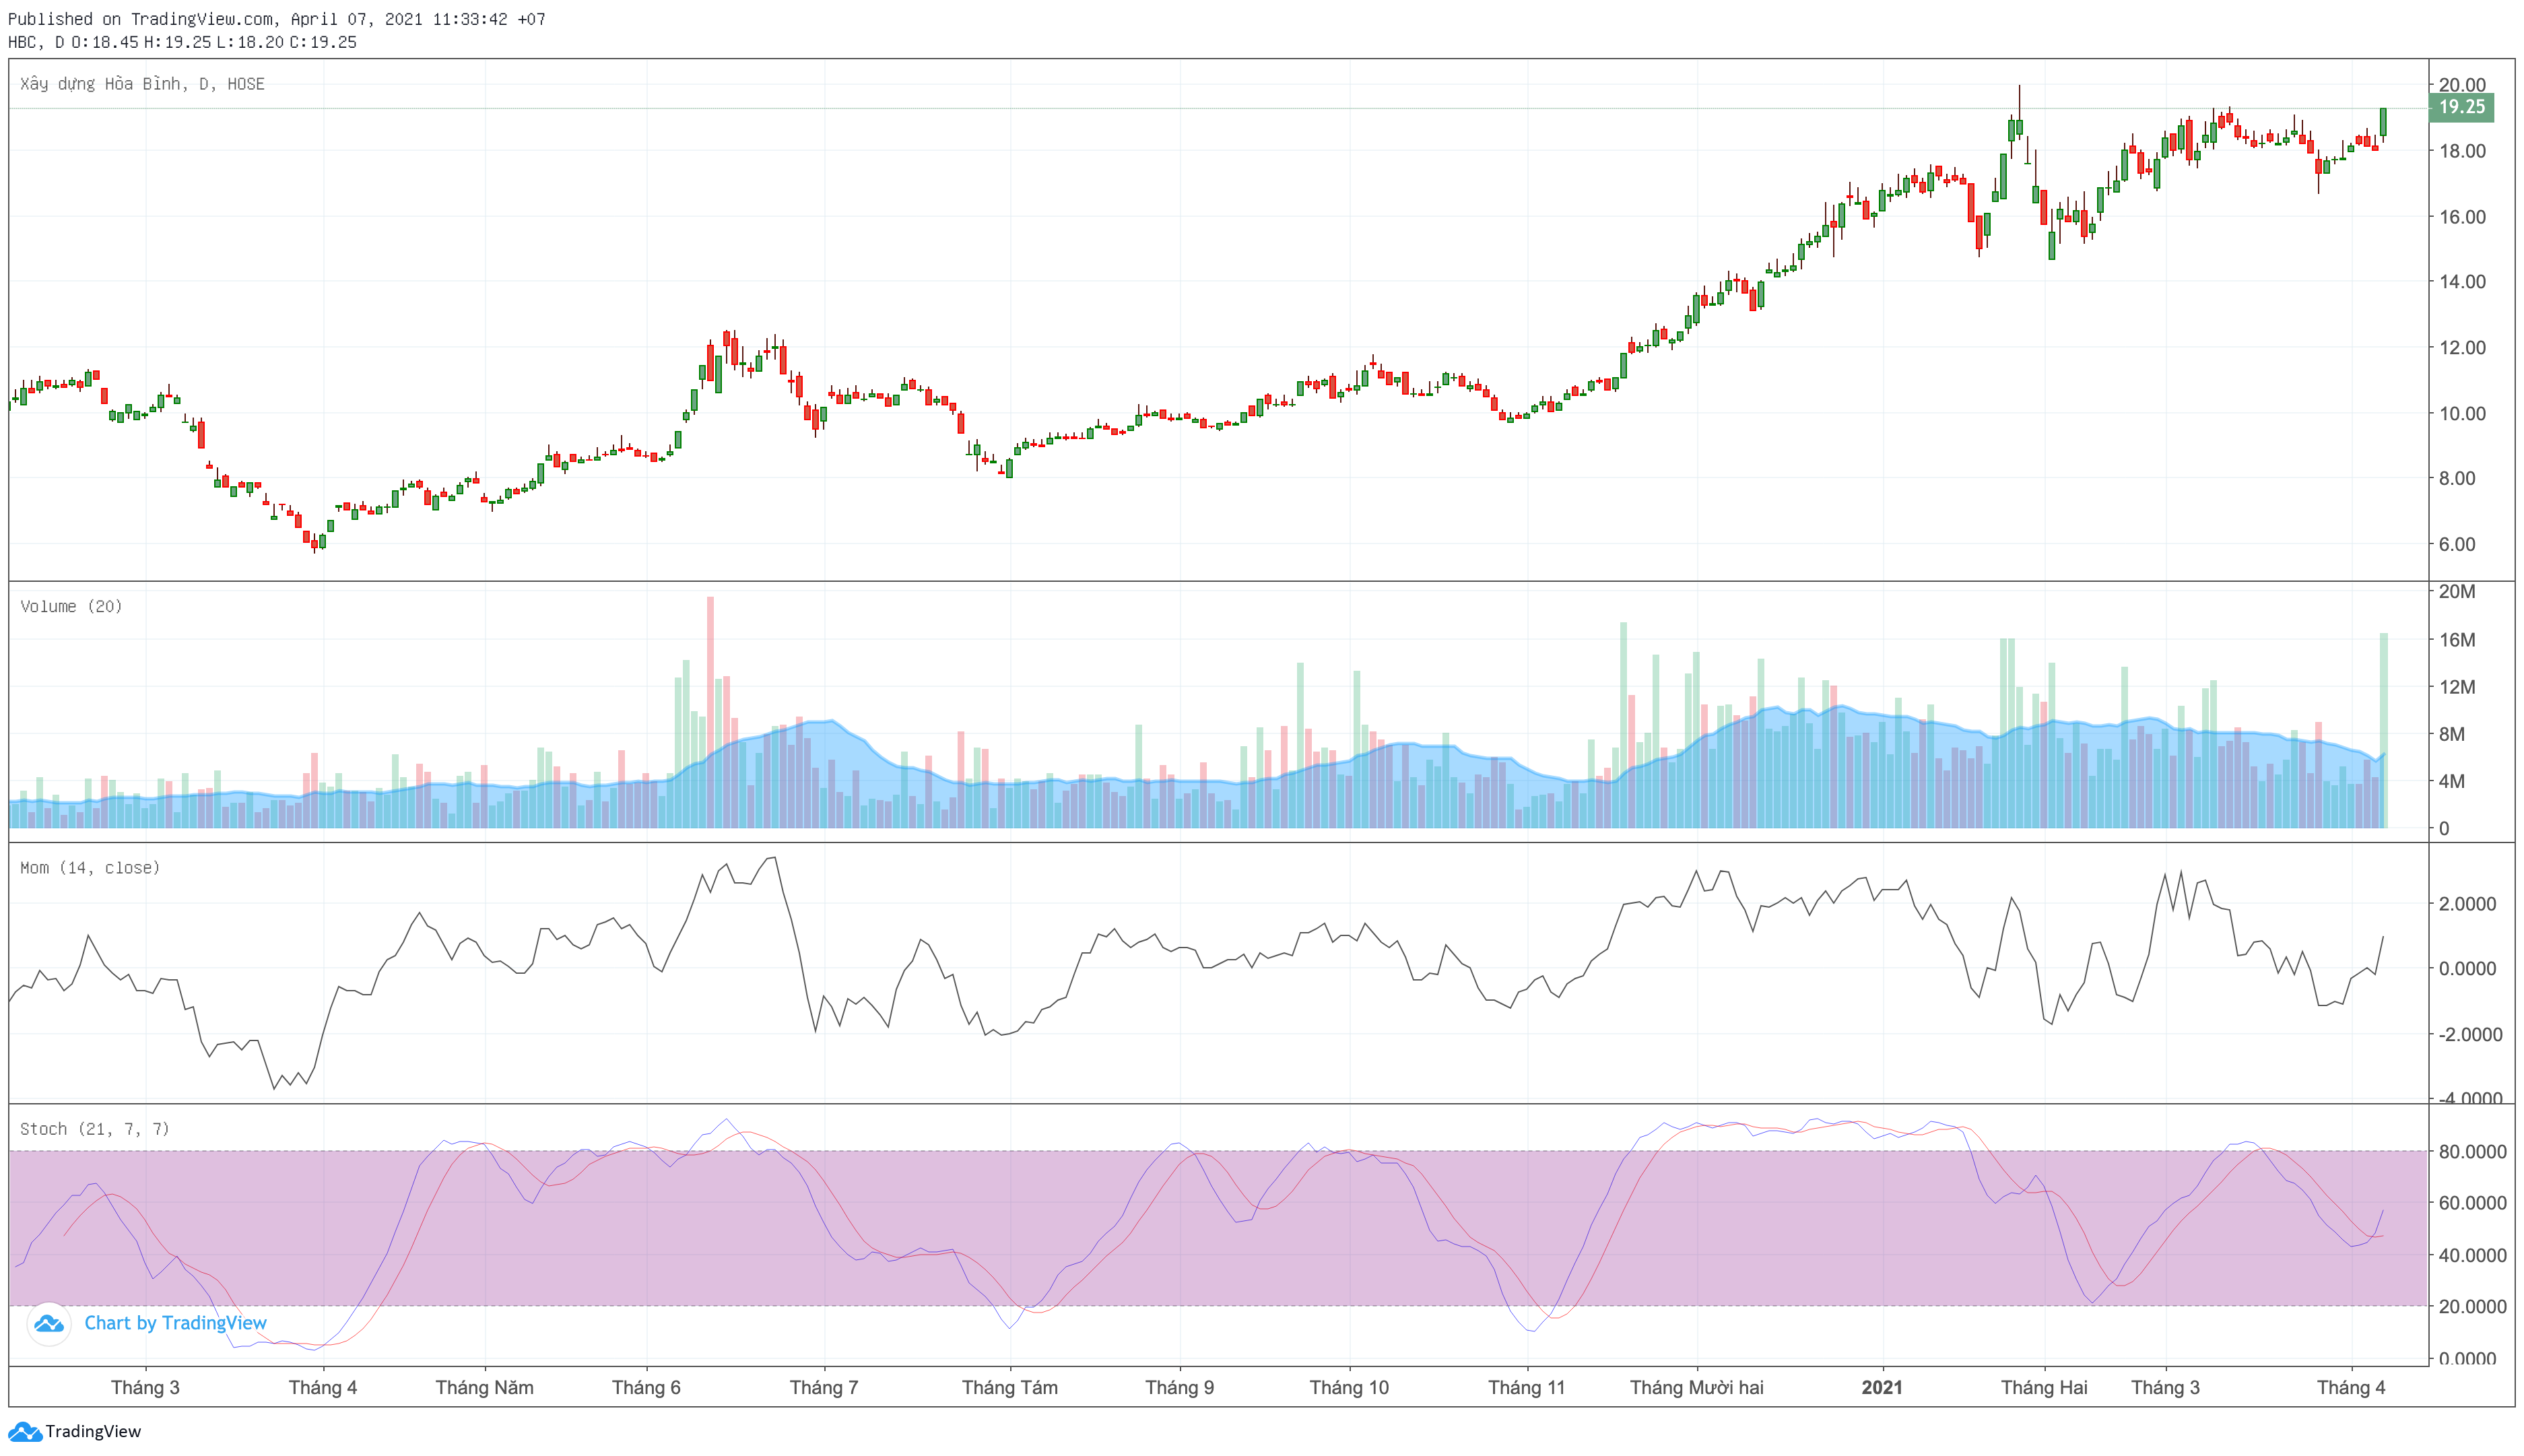 Published on TradingView.com, April 07, 2021 11:33:42 +07
HBC, D O:18.45 H:19.25 L:18.20 C:19.25
Xây dựng Hòa Bình, D, HOSE
20.00
19.25
18.00
16.00
14.00
12.00
10.00
8.00
6.00
Volume (20)
20M
16M
12M
8M
4M
0
Mom (14, close)
2.0000
0.0000
-2.0000
-4.0000
Stoch (21, 7, 7)
80.0000
60.0000
40.0000
20.0000
0.0000
Chart by TradingView
Tháng 3 Tháng 4 Tháng Năm Tháng 6 Tháng 7 Tháng Tám Tháng 9 Tháng 10 Tháng 11 Tháng Mười hai 2021 Tháng Hai Tháng 3 Tháng 4
TradingView